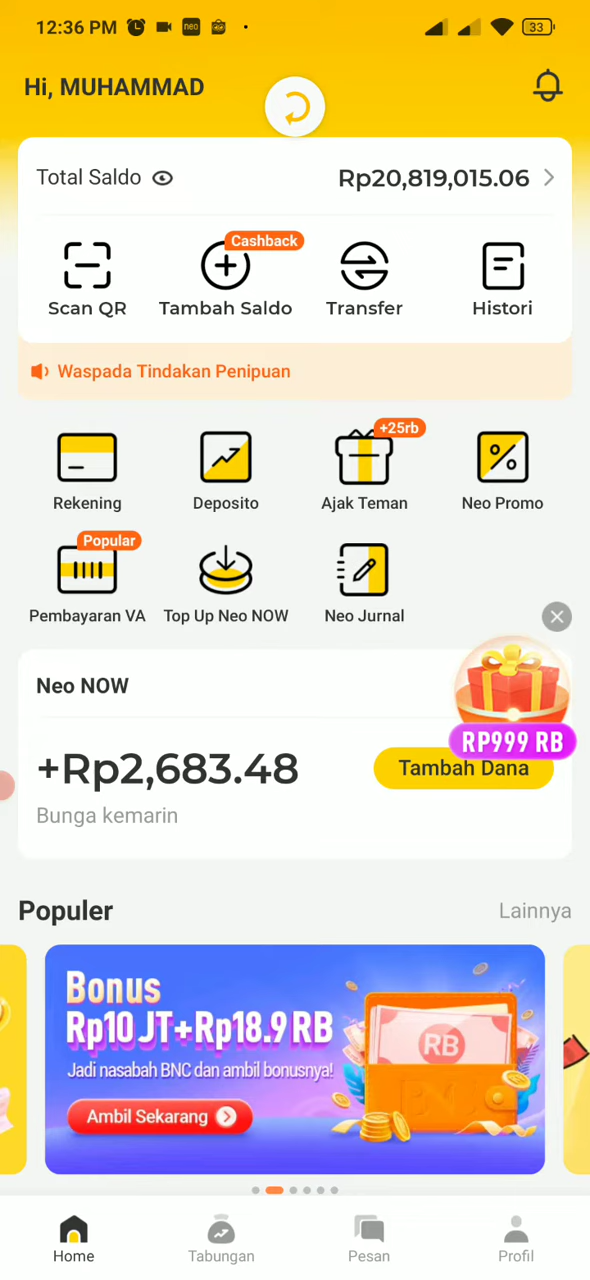 12:36 PM neo 33
Hi, MUHAMMAD
Total Saldo Rp20,819,015.06
Cashback
Scan QR Tambah Saldo Transfer Histori
Waspada Tindakan Penipuan
+25rb
Rekening Deposito Ajak Teman Neo Promo
Popular
Pembayaran VA Top Up Neo NOW Neo Jurnal
Neo NOW
RP999 RB
+Rp2,683.48 Tambah Dana
Bunga kemarin
Populer Lainnya
Bonus
Rp10 JT+Rp18.9 RB
RB
Jadi nasabah BNC dan ambil bonusnya!
Ambil Sekarang
Home Tabungan Pesan Profil